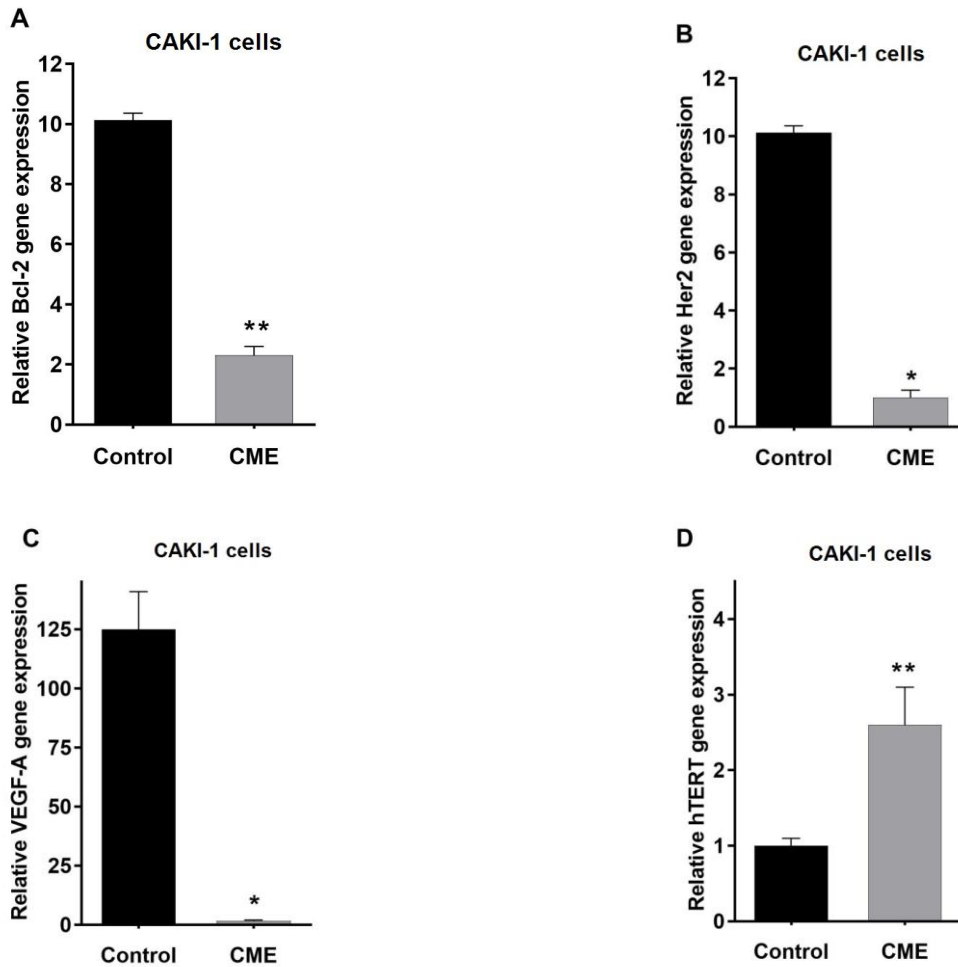 A
CAKI-1 cells
Relative Bcl-2 gene expression
12
10
8
6
4
2
0
**
Control
CME
B
CAKI-1 cells
Relative Her2 gene expression
12
10
8
6
4
2
0
*
Control
CME
C
CAKI-1 cells
Relative VEGF-A gene expression
125
100
75
50
25
0
*
Control
CME
D
CAKI-1 cells
Relative hTERT gene expression
4
3
2
1
0
**
Control
CME